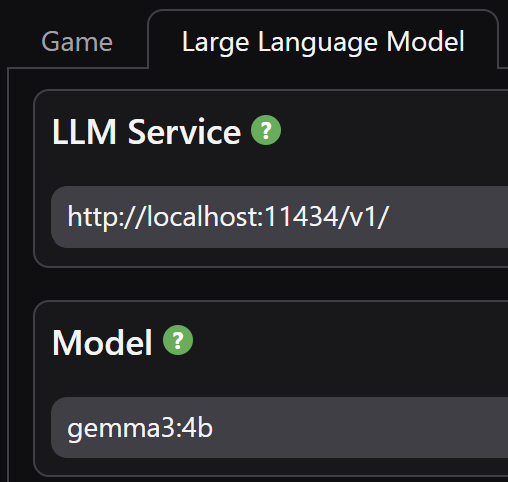 Game
Large Language Model
LLM Service ?
http://localhost:11434/v1/
Model ?
gemma3:4b